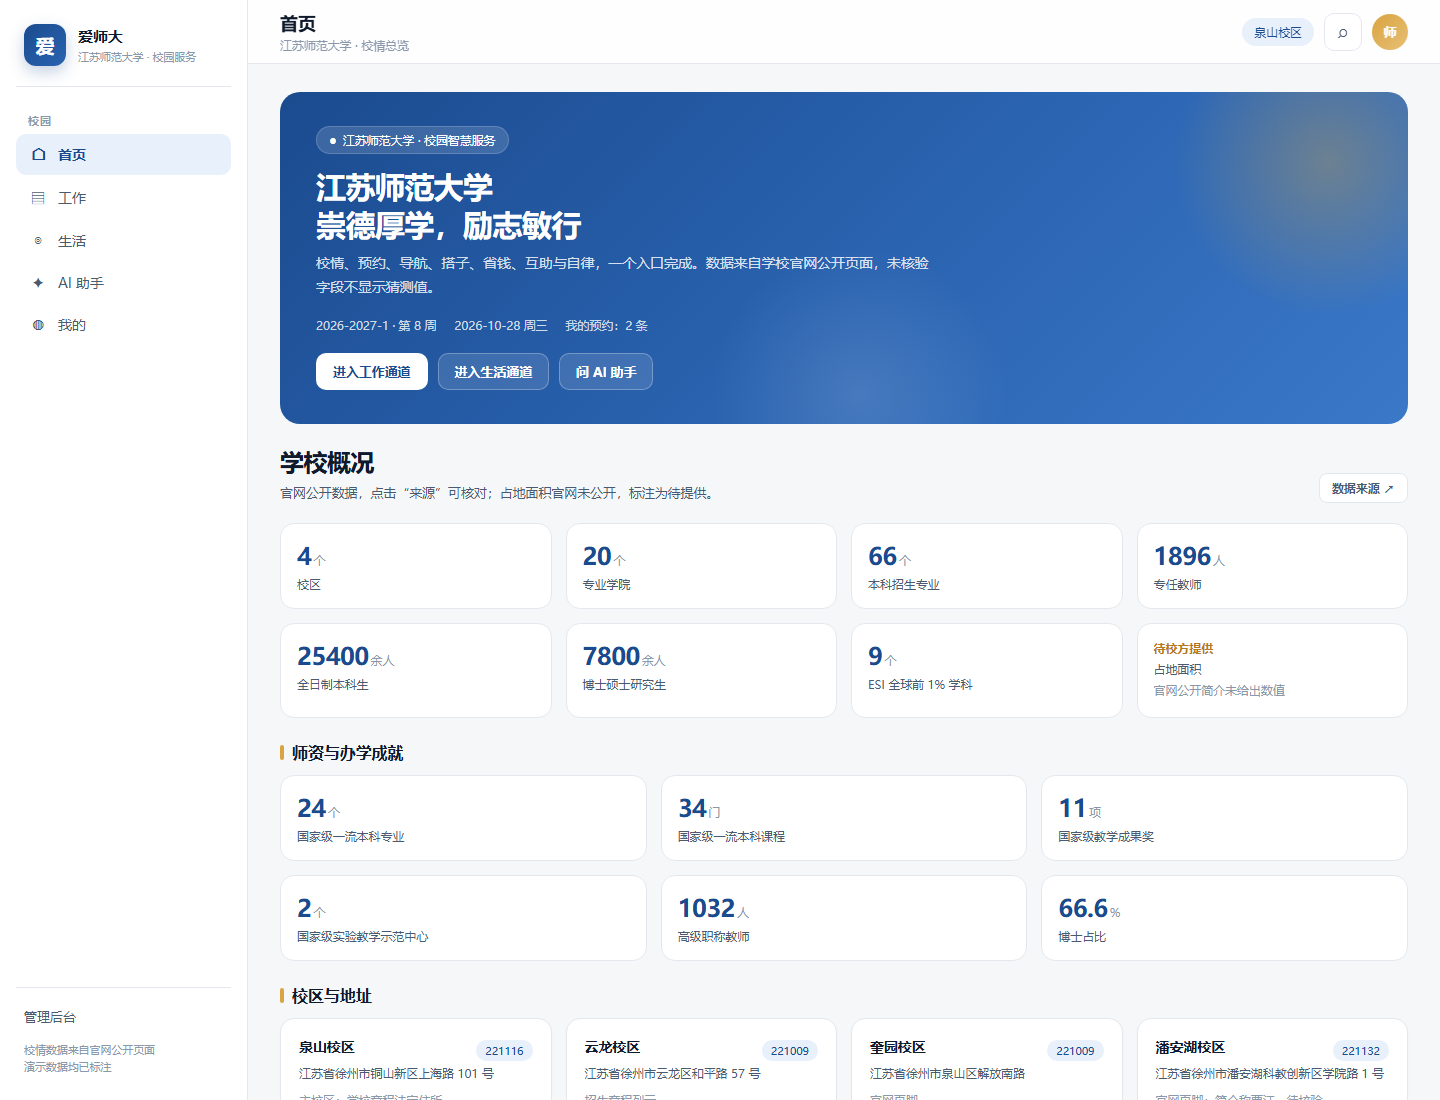 爱
爱师大
江苏师范大学 · 校园服务
校园
首页
工作
生活
AI 助手
我的
管理后台
校情数据来自官网公开页面
演示数据均已标注
首页
江苏师范大学 · 校情总览
泉山校区
师
江苏师范大学 · 校园智慧服务
江苏师范大学
崇德厚学，励志敏行
校情、预约、导航、搭子、省钱、互助与自律，一个入口完成。数据来自学校官网公开页面，未核验
字段不显示猜测值。
2026-2027-1 · 第 8 周 2026-10-28 周三 我的预约：2 条
进入工作通道 进入生活通道 问 AI 助手
学校概况
官网公开数据，点击“来源”可核对；占地面积官网未公开，标注为待提供。
数据来源 ↗
4个
校区
20个
专业学院
66个
本科招生专业
1896人
专任教师
25400余人
全日制本科生
7800余人
博士硕士研究生
9个
ESI 全球前 1% 学科
待校方提供
占地面积
官网公开简介未给出数值
师资与办学成就
24个
国家级一流本科专业
34门
国家级一流本科课程
11项
国家级教学成果奖
2个
国家级实验教学示范中心
1032人
高级职称教师
66.6%
博士占比
校区与地址
泉山校区 221116
江苏省徐州市铜山新区上海路 101 号
云龙校区 221009
江苏省徐州市云龙区和平路 57 号
奎园校区 221009
江苏省徐州市泉山区解放南路
潘安湖校区 221132
江苏省徐州市潘安湖科教创新区学院路 1 号